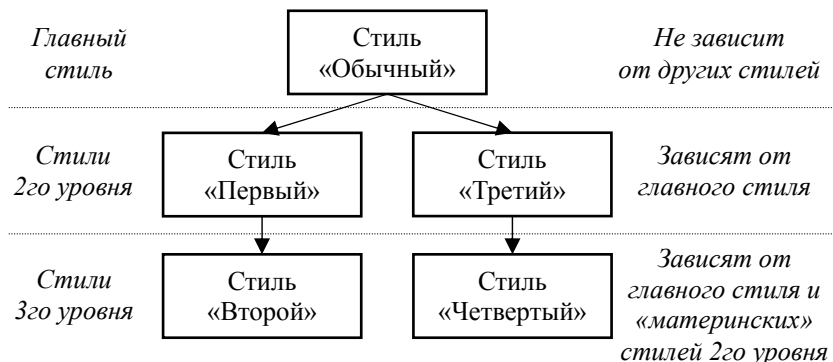 Главный
стиль
Стиль
«Обычный»
Не зависит
от других стилей
Стили
2го уровня
Стиль
«Первый»
Стиль
«Третий»
Зависят от
главного стиля
Стили
3го уровня
Стиль
«Второй»
Стиль
«Четвертый»
Зависят от
главного стиля и
«материнских»
стилей 2го уровня